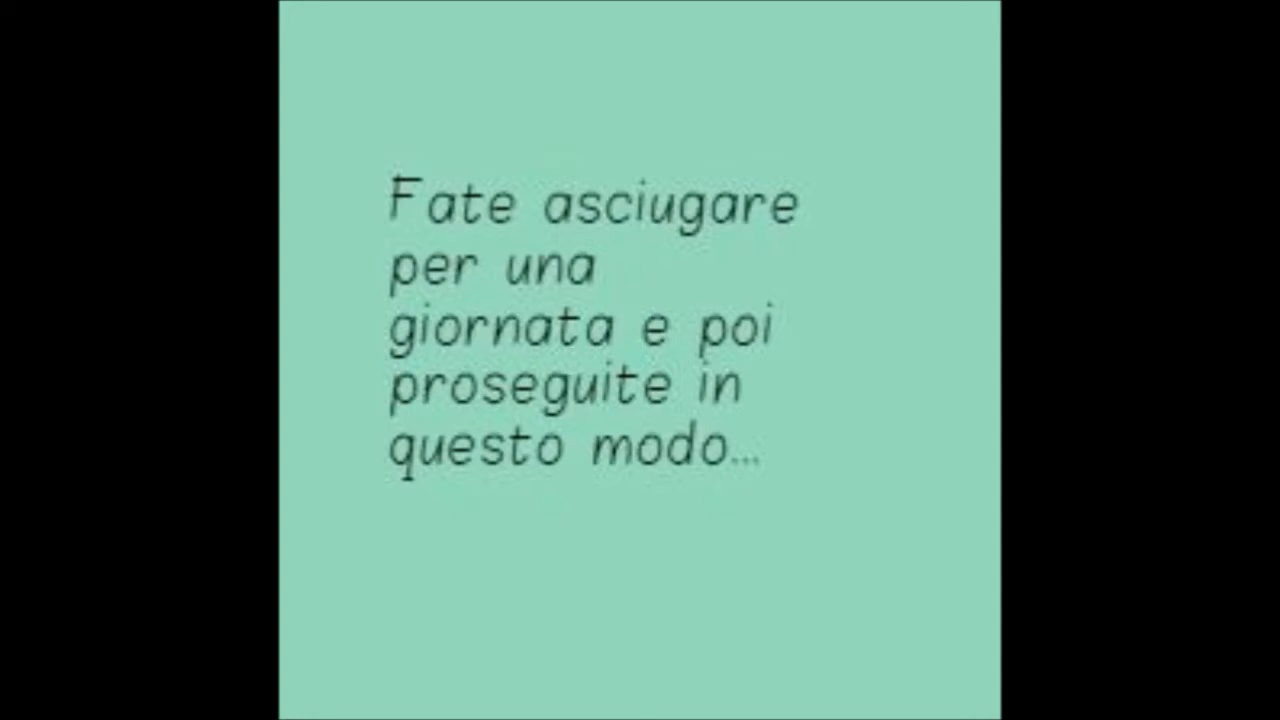 Fate asciugare
per una
giornata e poi
proseguite in
questo modo...